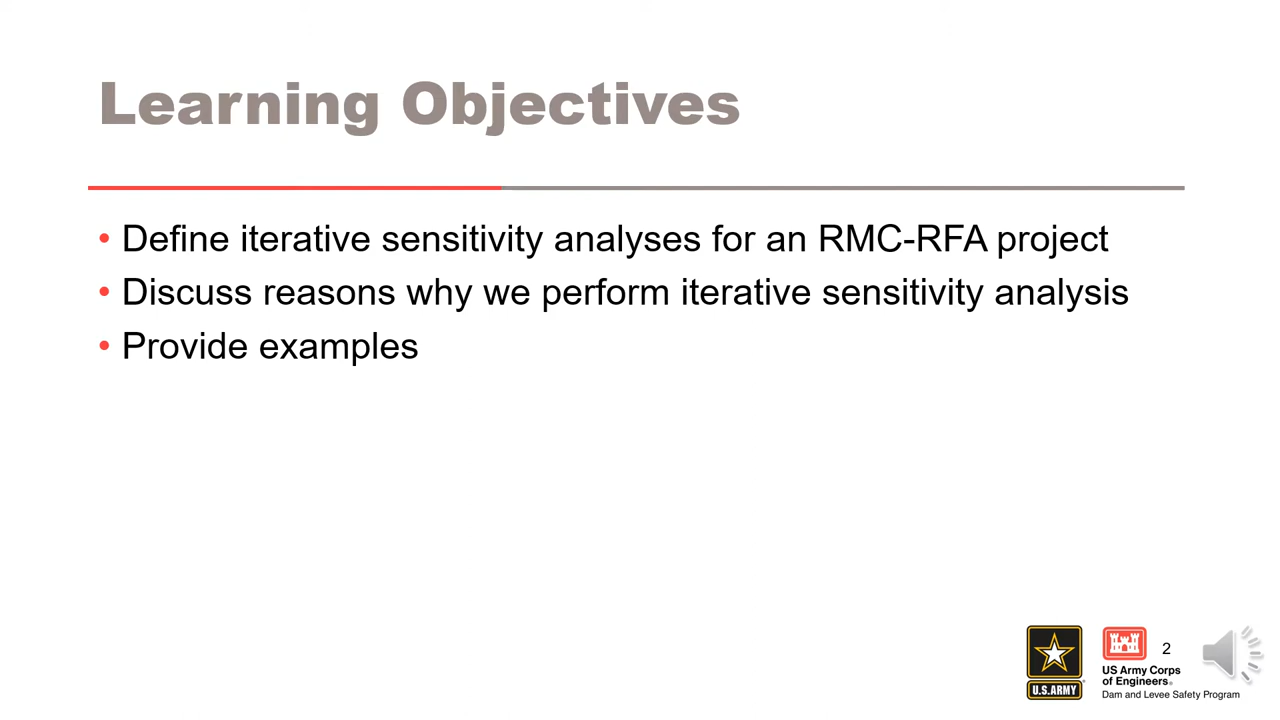 Learning Objectives
• Define iterative sensitivity analyses for an RMC-RFA project
• Discuss reasons why we perform iterative sensitivity analysis
• Provide examples
2
U.S.ARMY
US Army Corps
of Engineers®
Dam and Levee Safety Program